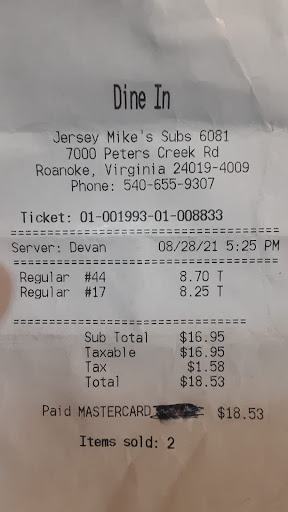 Dine In
Jersey Mike's Subs 6081
7000 Peters Creek Rd
Roanoke, Virginia 24019-4009
Phone: 540-655-9307
Ticket: 01-001993-01-008833
Server: Devan 08/28/21 5:25 PM
Regular #44 8.70 T
Regular #17 8.25 T
Sub Total $16.95
Taxable $16.95
Tax $1.58
Total $18.53
Paid MASTERCARD $18.53
Items sold: 2